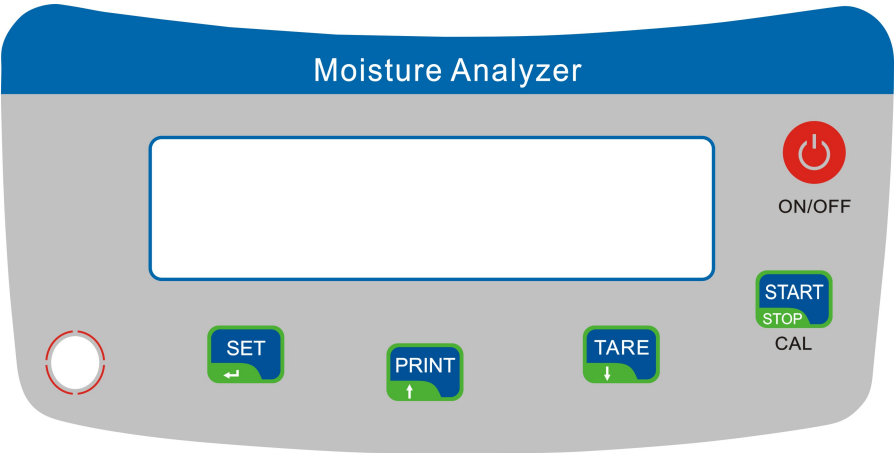 Moisture Analyzer
ON/OFF
START
STOP
CAL
SET
PRINT
TARE